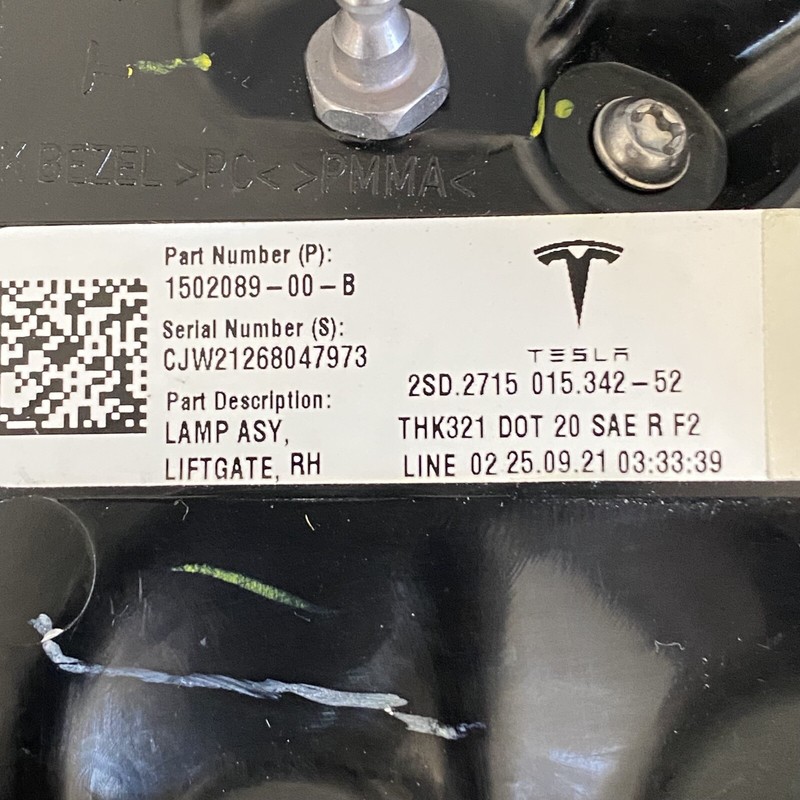 BEZEL >PC< >PMMA<
Part Number (P):
1502089-00-B
Serial Number (S):
CJW21268047973
Part Description:
LAMP ASY,
LIFTGATE, RH
TESLA
2SD.2715 015.342-52
THK321 DOT 20 SAE R F2
LINE 02 25.09.21 03:33:39